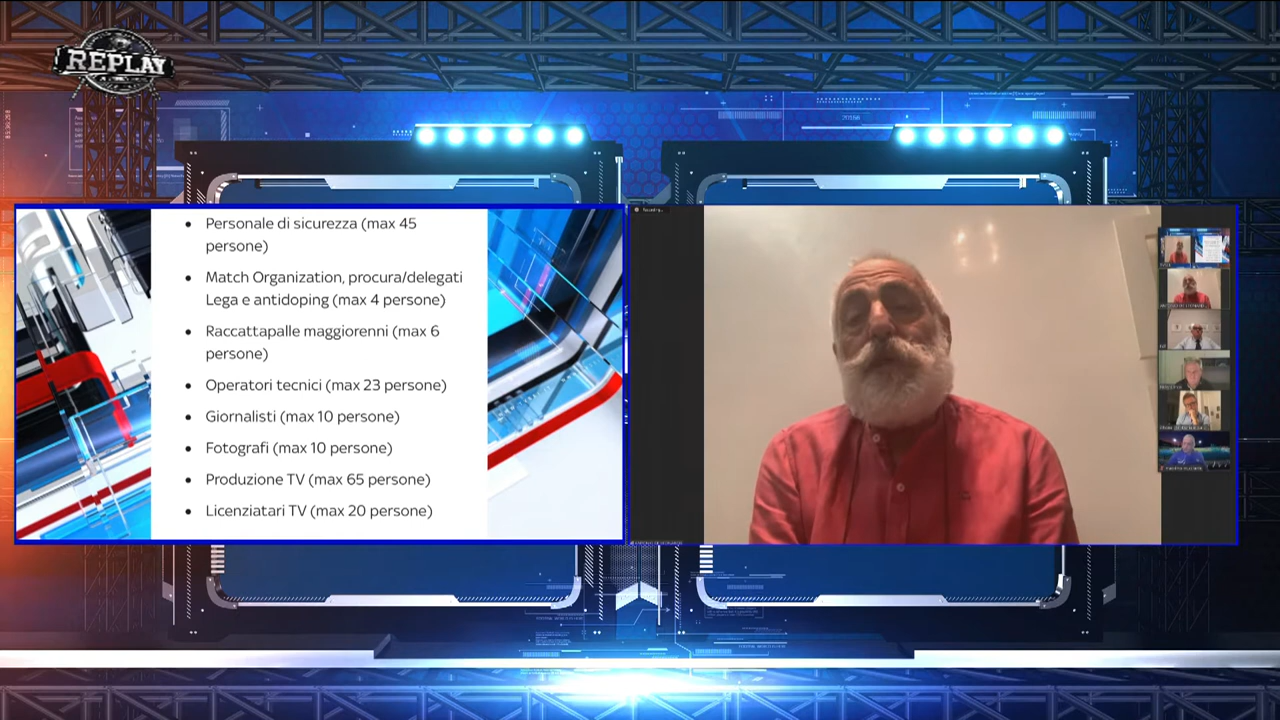 REPLAY
Personale di sicurezza (max 45
persone)
Match Organization, procura/delegati
Lega e antidoping (max 4 persone)
Raccattapalle maggiorenni (max 6
persone)
Operatori tecnici (max 23 persone)
Giornalisti (max 10 persone)
Fotografi (max 10 persone)
Produzione TV (max 65 persone)
Licenziatari TV (max 20 persone)